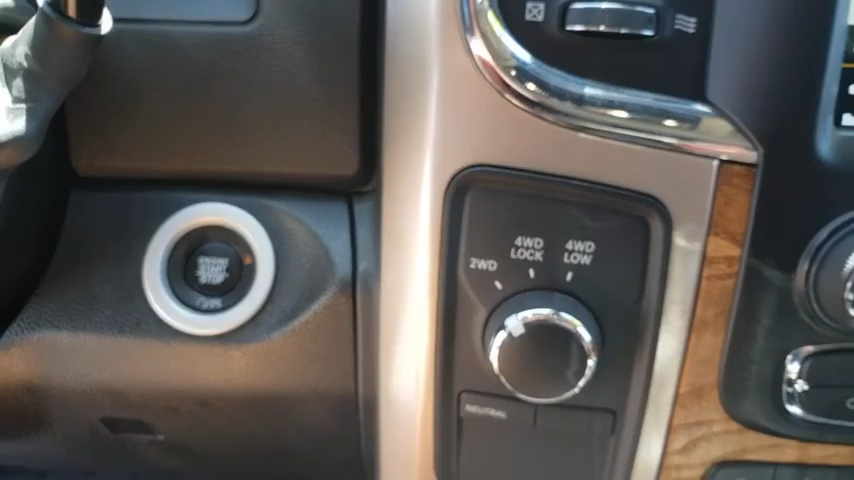 ENGINE
START
STOP
2WD
4WD
LOCK
4WD
LOW
NEUTRAL